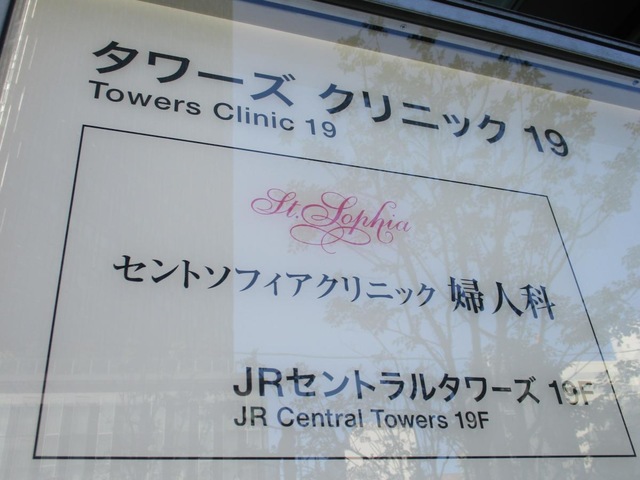 タワーズ クリニック 19
Towers Clinic 19
St. Sophia
セントソフィアクリニック 婦人科
JRセントラルタワーズ 19F
JR Central Towers 19F